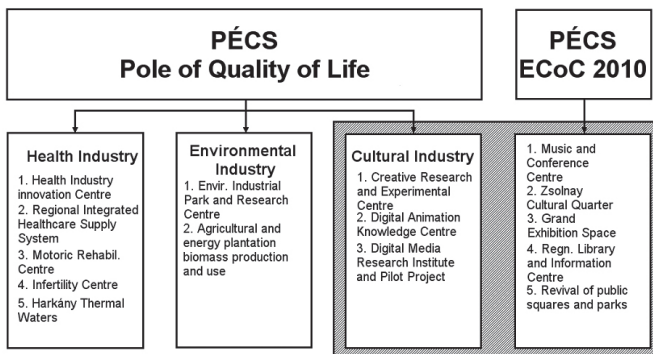 PÉCS
Pole of Quality of Life
PÉCS
ECoC 2010
Health Industry
1. Health Industry
innovation Centre
2. Regional Integrated
Healthcare Supply
System
3. Motoric Rehabil.
Centre
4. Infertility Centre
5. Harkány Thermal
Waters
Environmental
Industry
1. Envir. Industrial
Park and Research
Centre
2. Agricultural and
energy plantation
biomass production
and use
Cultural Industry
1. Creative Research
and Experimental
Centre
2. Digital Animation
Knowledge Centre
3. Digital Media
Research Institute
and Pilot Project
1. Music and
Conference
Centre
2. Zsolnay
Cultural Quarter
3. Grand
Exhibition Space
4. Regn. Library
and Information
Centre
5. Revival of public
squares and parks